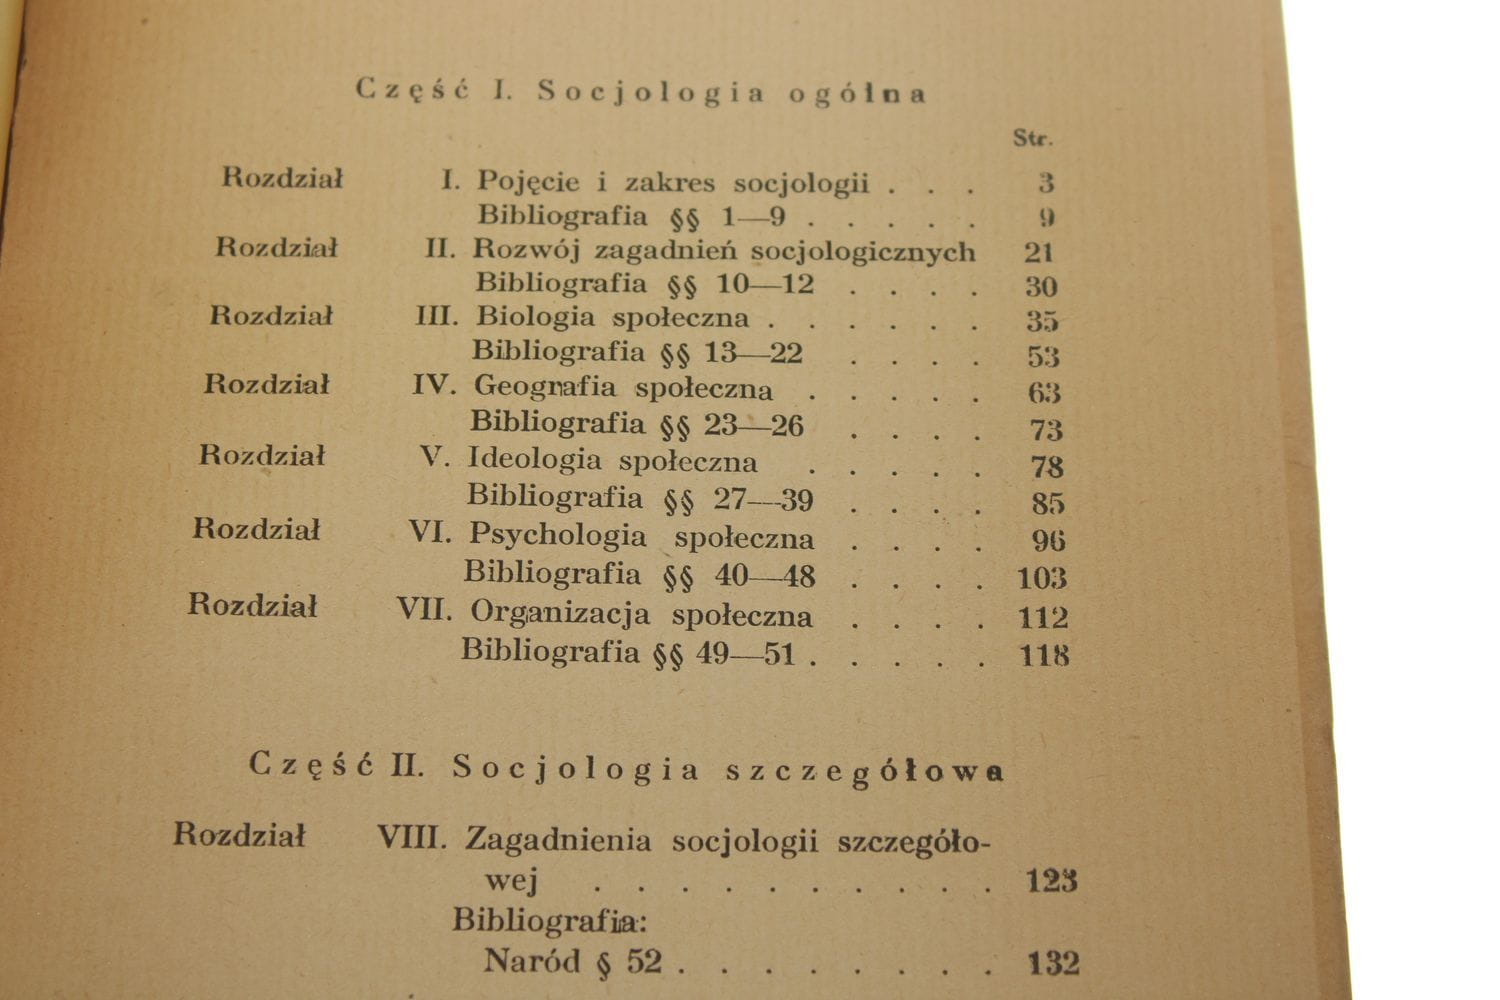 Część I. Socjologia ogólna
Str.
Rozdział I. Pojęcie i zakres socjologii . . . 3
Bibliografia §§ 1—9 . . . . . 9
Rozdział II. Rozwój zagadnień socjologicznych 21
Bibliografia §§ 10—12 . . . . 30
Rozdział III. Biologia społeczna . . . . . . 35
Bibliografia §§ 13—22 . . . . 53
Rozdział IV. Geografia społeczna . . . . . 63
Bibliografia §§ 23—26 . . . . 73
Rozdział V. Ideologia społeczna . . . . . 78
Bibliografia §§ 27—39 . . . . 85
Rozdział VI. Psychologia społeczna . . . . 96
Bibliografia §§ 40—48 . . . . 103
Rozdział VII. Organizacja społeczna . . . . 112
Bibliografia §§ 49—51 . . . . . 118
Część II. Socjologia szczegółowa
Rozdział VIII. Zagadnienia socjologii szczegóło-
wej . . . . . . . . . . 123
Bibliografia:
Naród § 52 . . . . . . . . 132